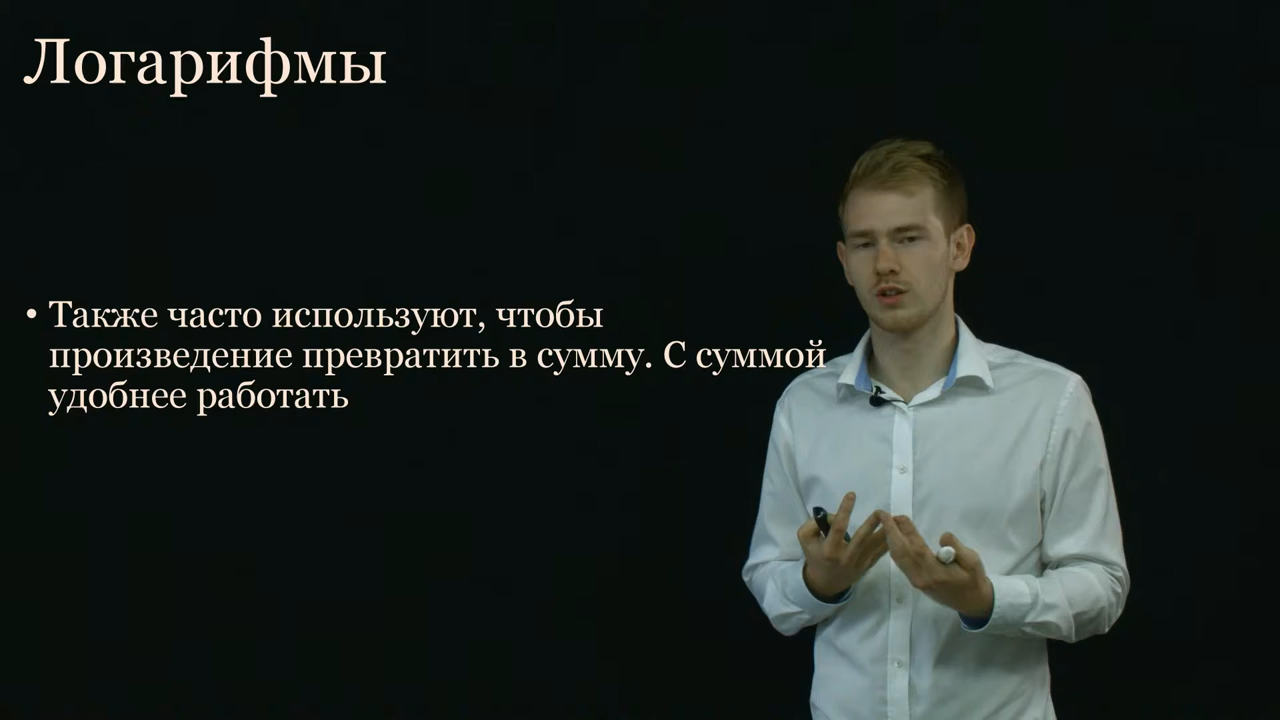 Логарифмы
• Также часто используют, чтобы
произведение превратить в сумму. С суммой
удобнее работать